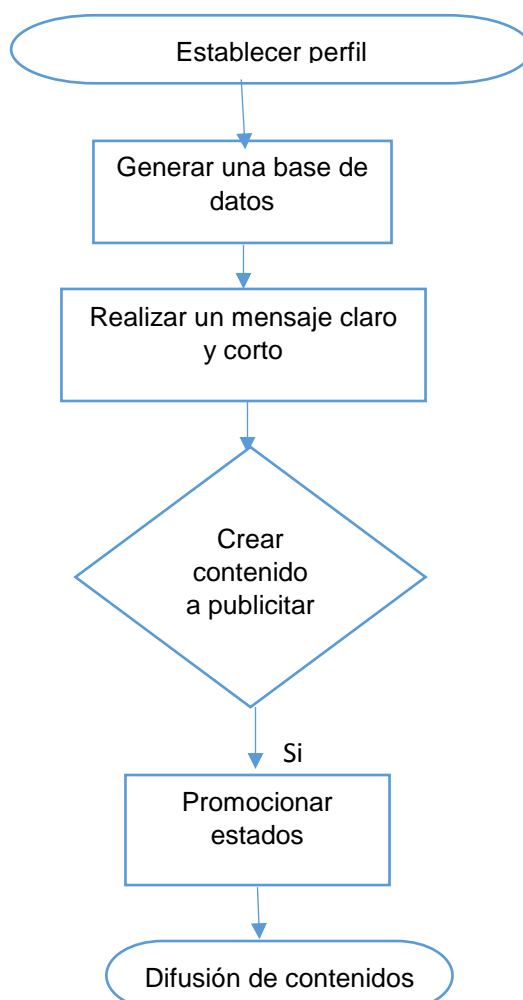 Establecer perfil
Generar una base de
datos
Realizar un mensaje claro
y corto
Crear
contenido
a publicitar
Si
Promocionar
estados
Difusión de contenidos